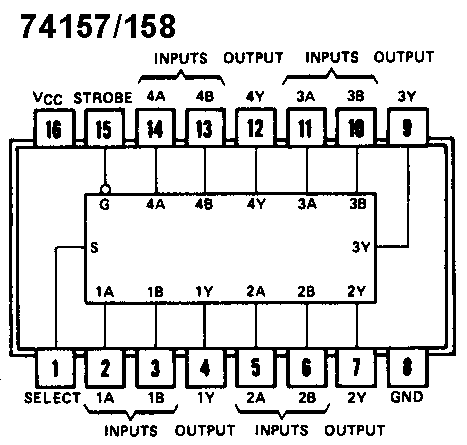 74157/158
INPUTS OUTPUT INPUTS OUTPUT
VCC STROBE 4A 4B 4Y 3A 3B 3Y
16 15 14 13 12 11 10 9
G 4A 4B 4Y 3A 3B
S 3Y
1A 1B 1Y 2A 2B 2Y
1 2 3 4 5 6 7 8
SELECT 1A 1B 1Y 2A 2B 2Y GND
INPUTS OUTPUT INPUTS OUTPUT